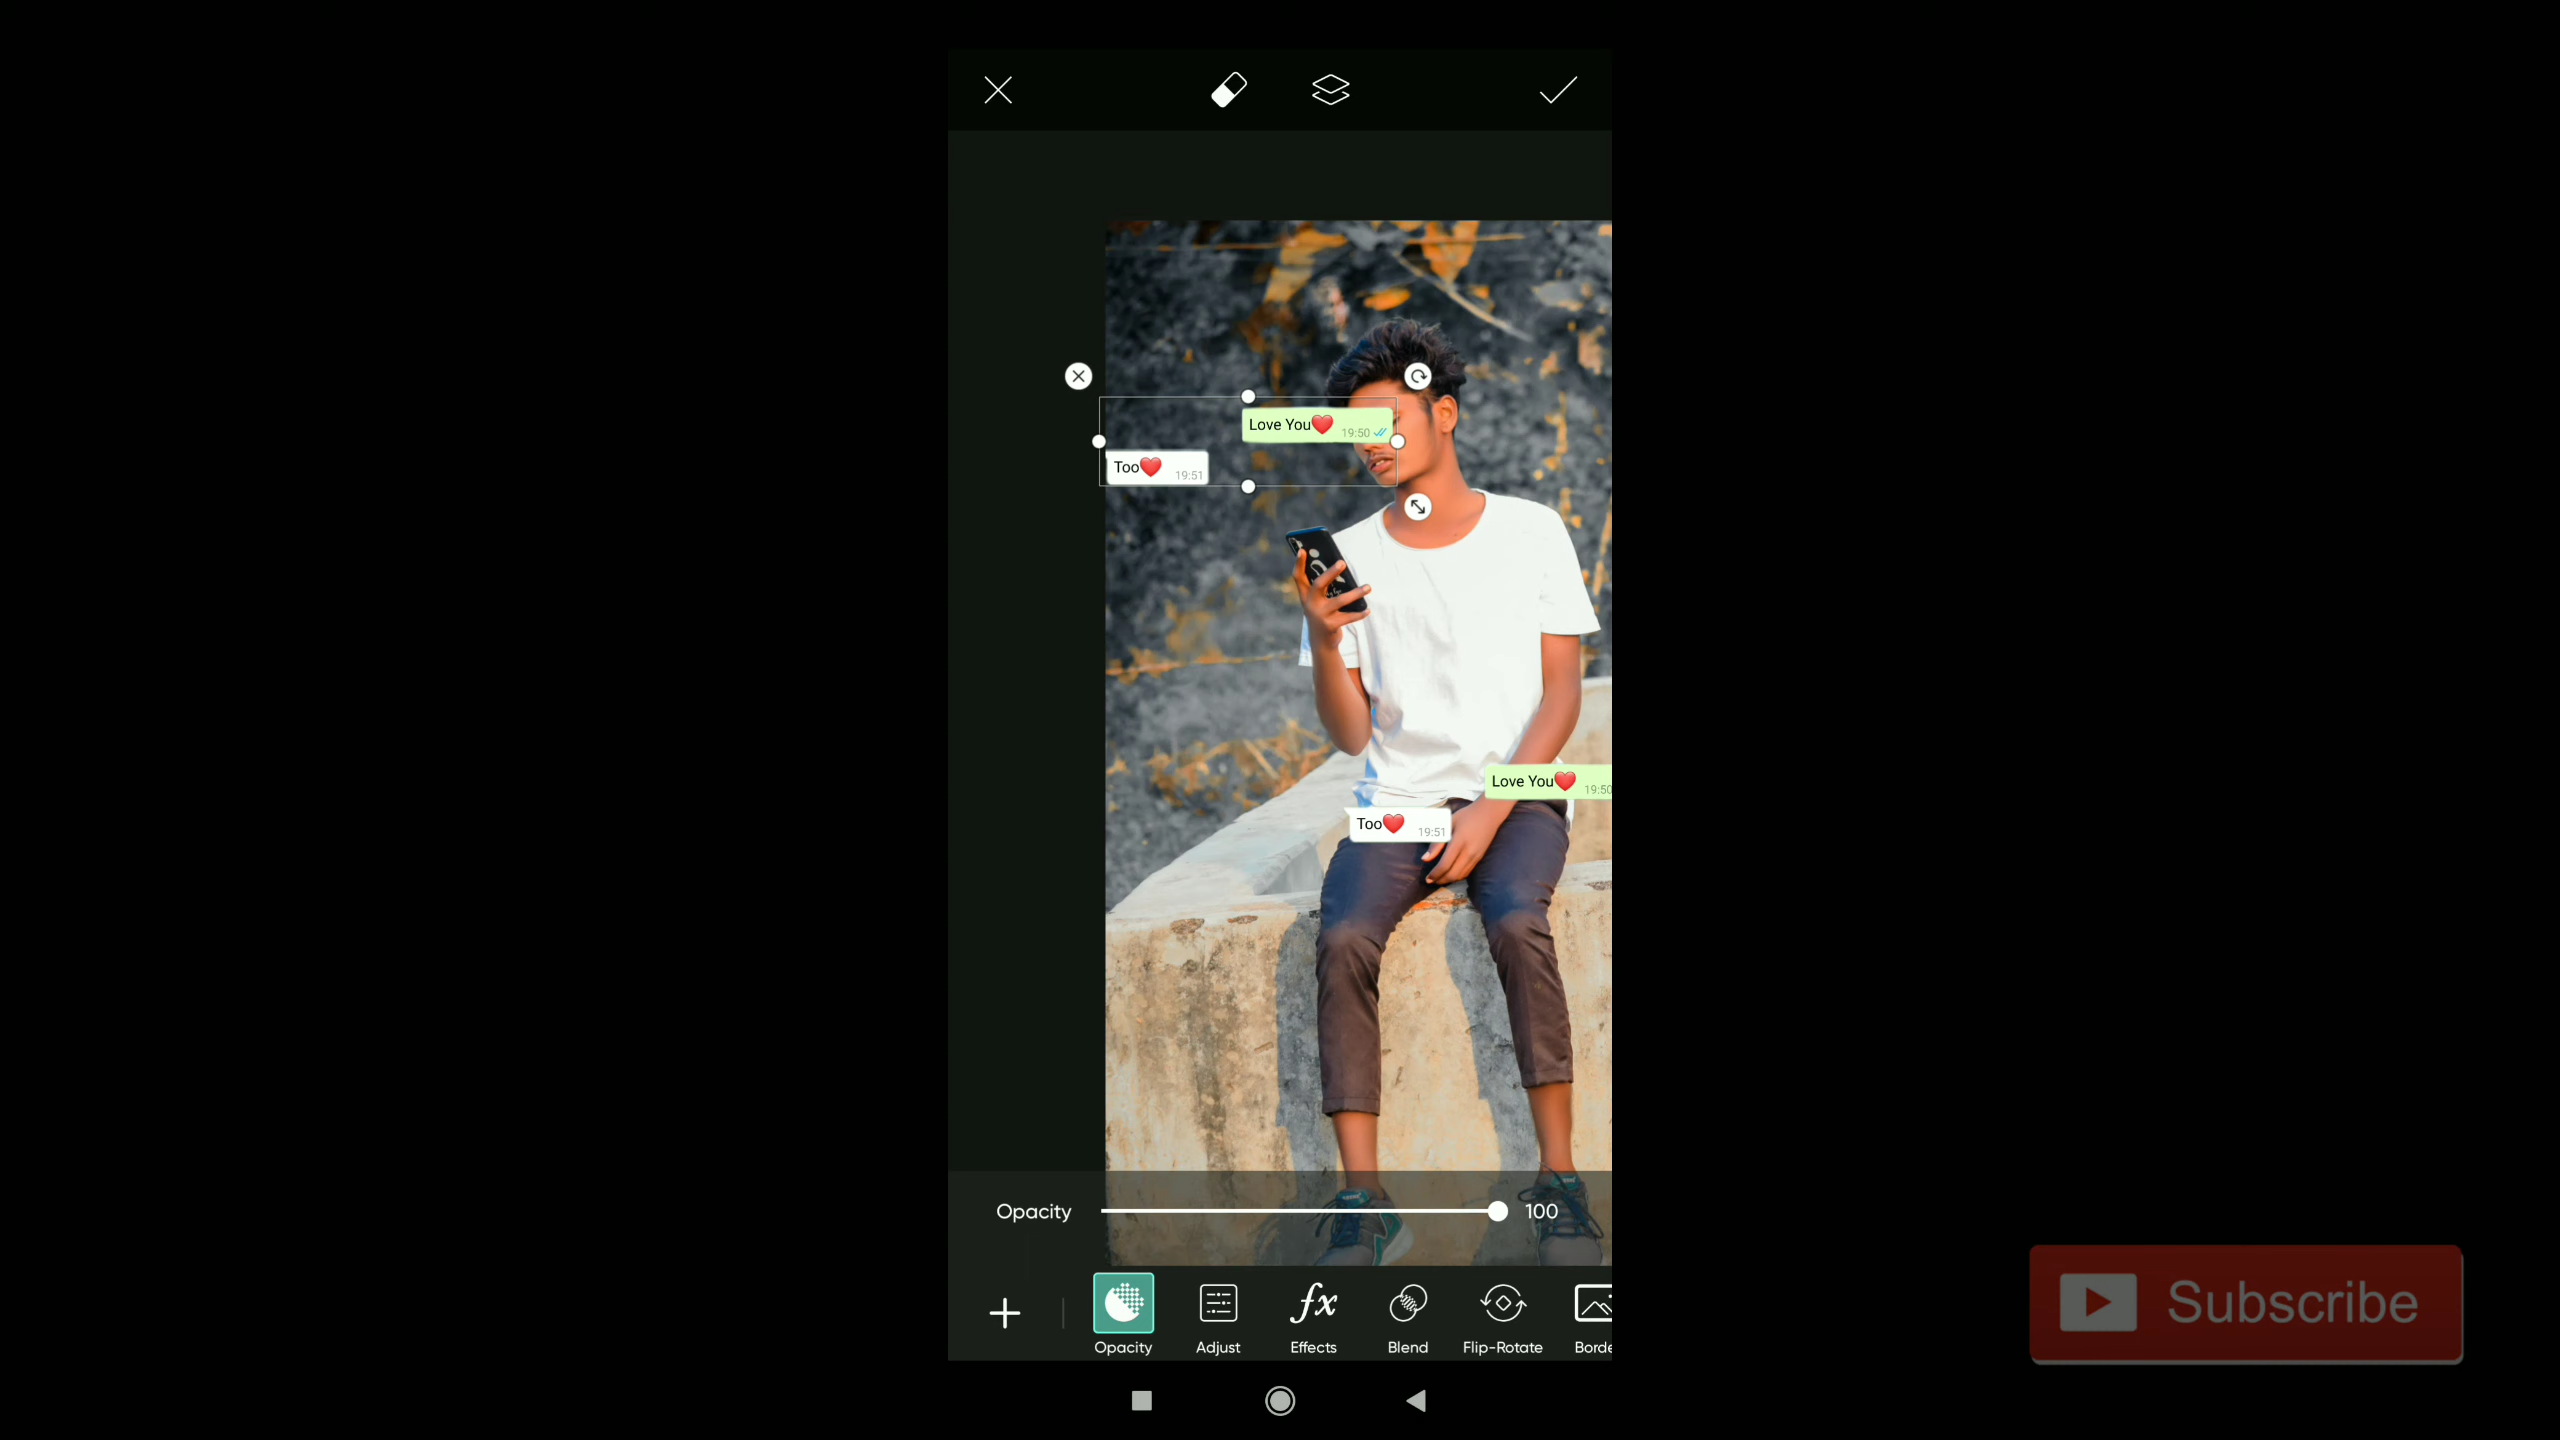 Love You❤️ 19:50
Too❤️ 19:51
Love You❤️ 19:50
Too❤️ 19:51
Opacity 100
Opacity Adjust Effects Blend Flip-Rotate Borde
Subscribe